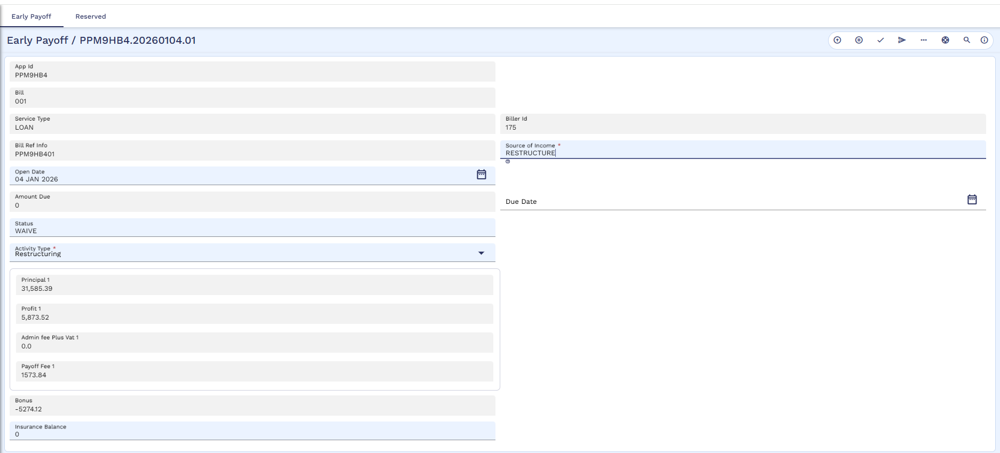 Early Payoff
Reserved
Early Payoff / PPM9HB4.20260104.01
App Id
PPM9HB4
Bill
001
Service Type
LOAN
Biller Id
175
Bill Ref Info
PPM9HB401
Source of Income *
RESTRUCTURE
Open Date
04 JAN 2026
Amount Due
0
Due Date
Status
WAIVE
Activity Type *
Restructuring
Principal 1
31,585.39
Profit 1
5,873.52
Admin fee Plus Vat 1
0.0
Payoff Fee 1
1573.84
Bonus
-5274.12
Insurance Balance
0